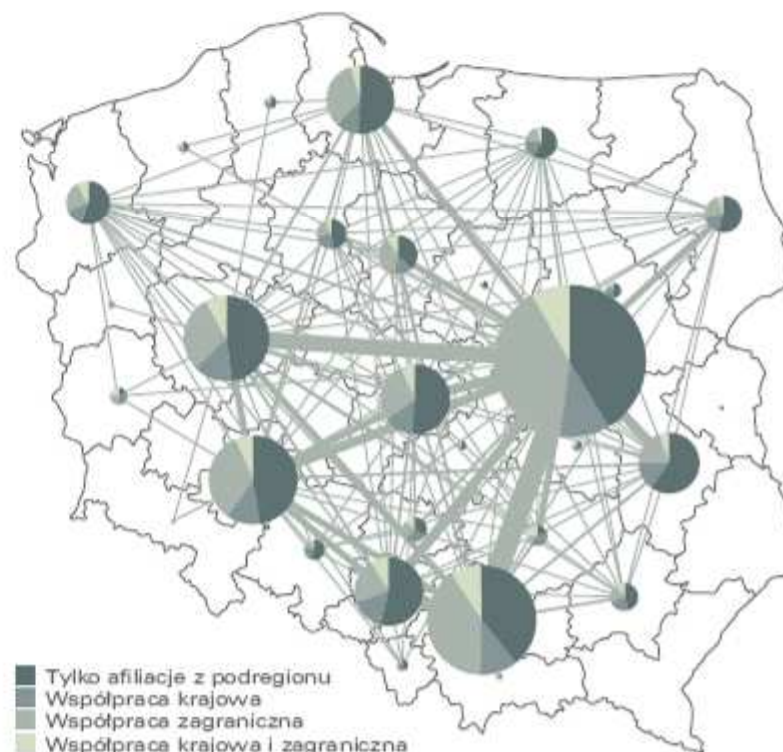 Tylko afiliacje z podregionu
Współpraca krajowa
Współpraca zagraniczna
Współpraca krajowa i zagraniczna